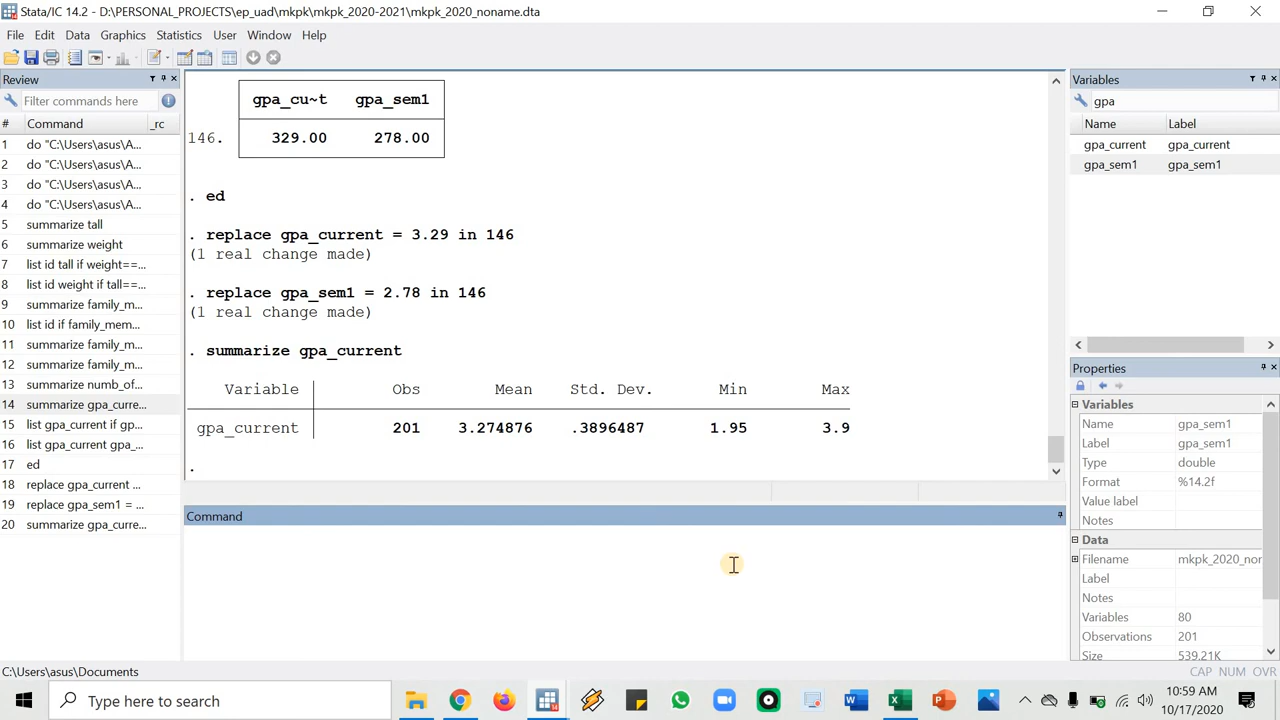 Stata/IC 14.2 - D:\PERSONAL_PROJECTS\ep_uad\mkpk\mkpk_2020-2021\mkpk_2020_noname.dta
File Edit Data Graphics Statistics User Window Help
Review
Filter commands here
# Command _rc
1 do "C:\Users\asus\A...
2 do "C:\Users\asus\A...
3 do "C:\Users\asus\A...
4 do "C:\Users\asus\A...
5 summarize tall
6 summarize weight
7 list id tall if weight==...
8 list id weight if tall==...
9 summarize family_m...
10 list id if family_mem...
11 summarize family_m...
12 summarize family_m...
13 summarize numb_of...
14 summarize gpa_curre...
15 list gpa_current if gp...
16 list gpa_current gpa_...
17 ed
18 replace gpa_current ...
19 replace gpa_sem1 = ...
20 summarize gpa_curre...
gpa_cu~t gpa_sem1
146. 329.00 278.00
. ed
. replace gpa_current = 3.29 in 146
(1 real change made)
. replace gpa_sem1 = 2.78 in 146
(1 real change made)
. summarize gpa_current
Variable Obs Mean Std. Dev. Min Max
gpa_current 201 3.274876 .3896487 1.95 3.9
.
Command
Variables
gpa
Name Label
gpa_current gpa_current
gpa_sem1 gpa_sem1
Properties
Variables
Name gpa_sem1
Label gpa_sem1
Type double
Format %14.2f
Value label
Notes
Data
Filename mkpk_2020_nor
Label
Notes
Variables 80
Observations 201
Size 539.21K
C:\Users\asus\Documents
CAP NUM OVR
Type here to search
10:59 AM
10/17/2020